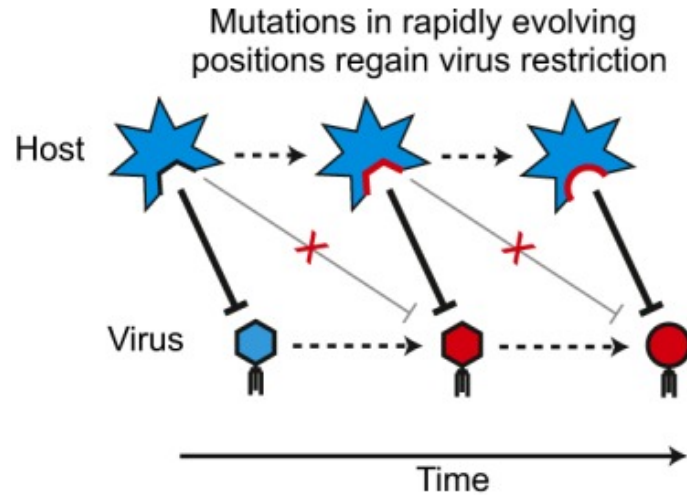 Mutations in rapidly evolving
positions regain virus restriction
Host
Virus
Time